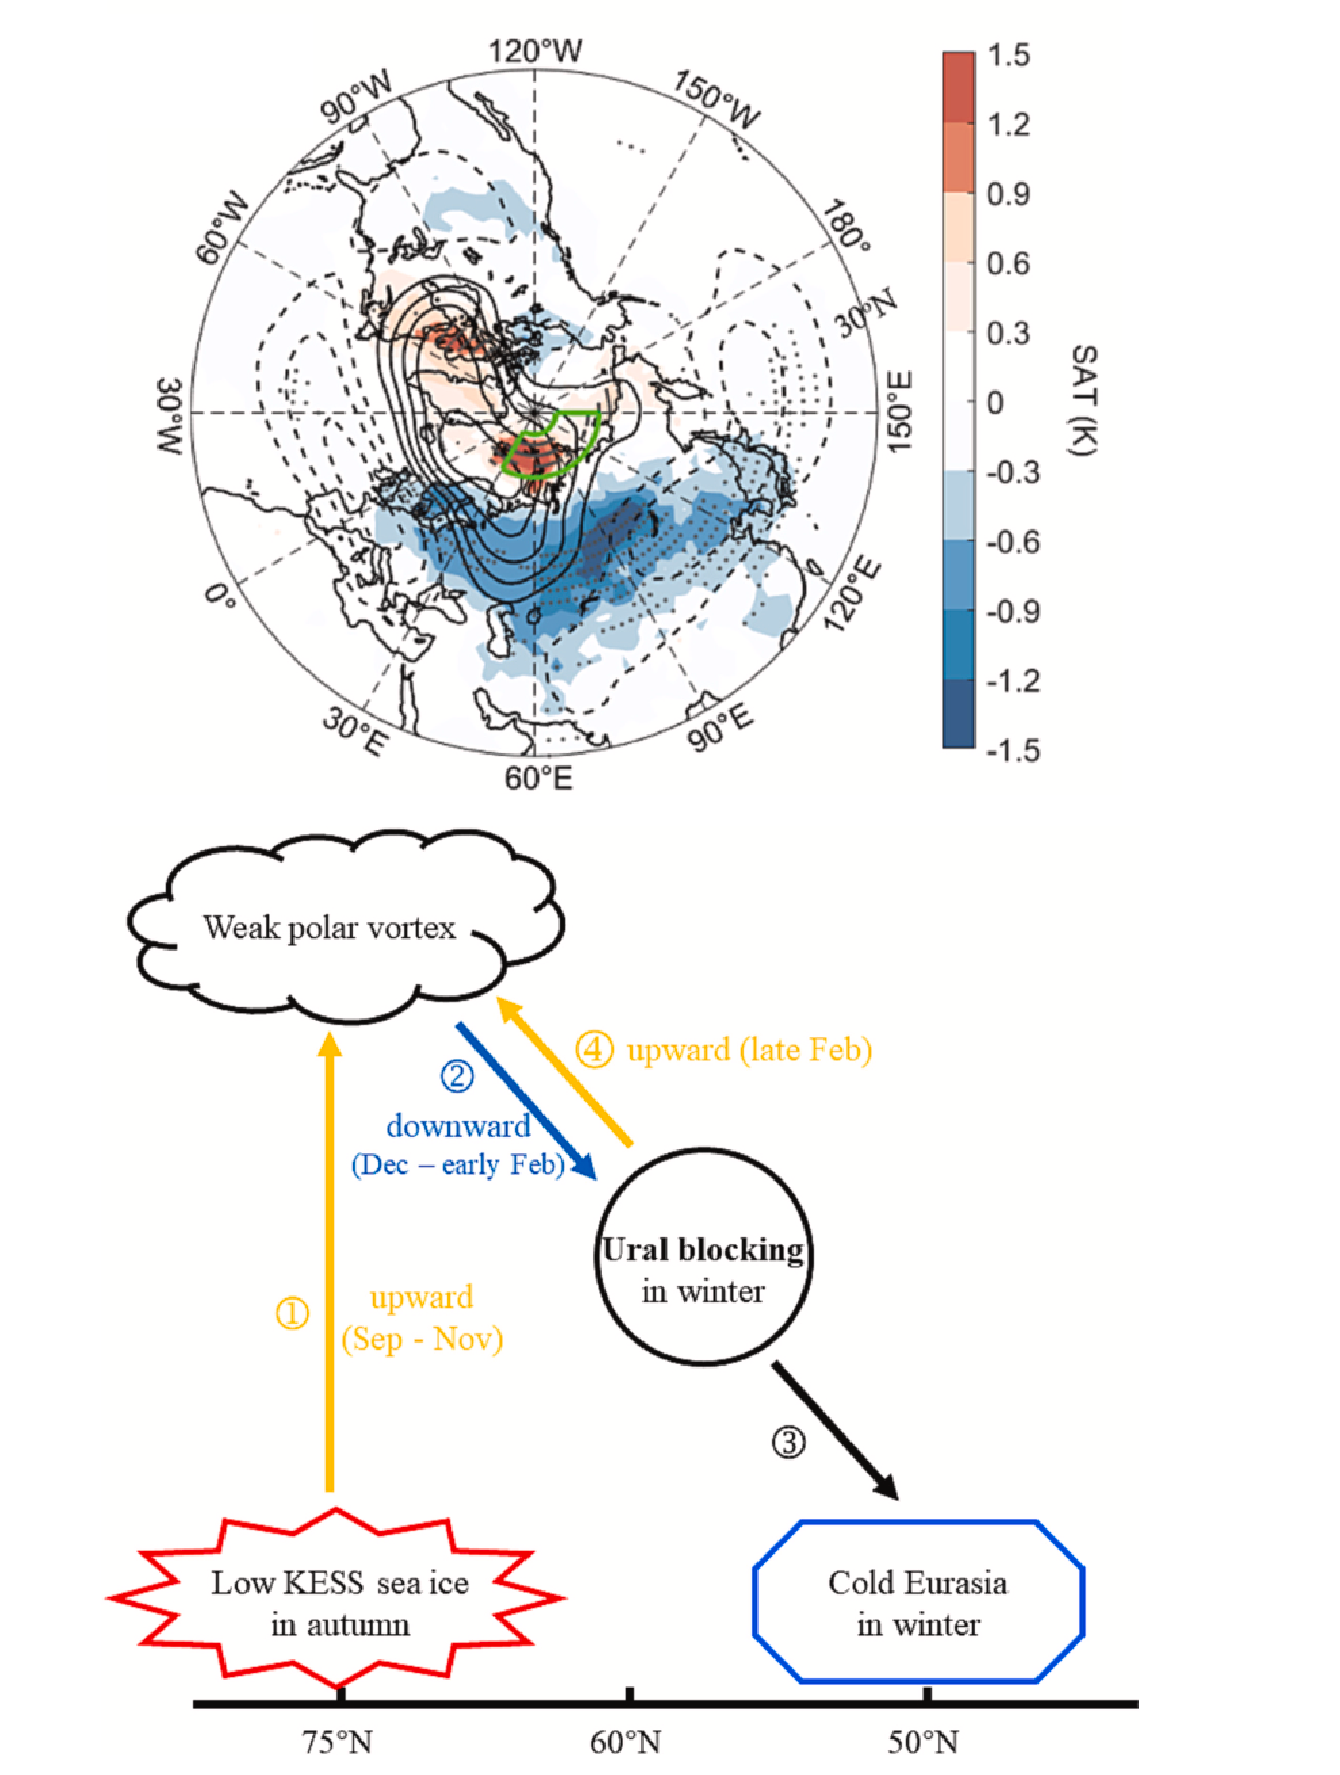 120°W
90°W
150°W
60°W
180°
30°N
30°W
150°E
0°
120°E
30°E
90°E
60°E
1.5
1.2
0.9
0.6
0.3
0
-0.3
-0.6
-0.9
-1.2
-1.5
SAT (K)
Weak polar vortex
④ upward (late Feb)
②
downward
(Dec – early Feb)
Ural blocking
in winter
①
upward
(Sep - Nov)
③
Low KESS sea ice
in autumn
Cold Eurasia
in winter
75°N
60°N
50°N